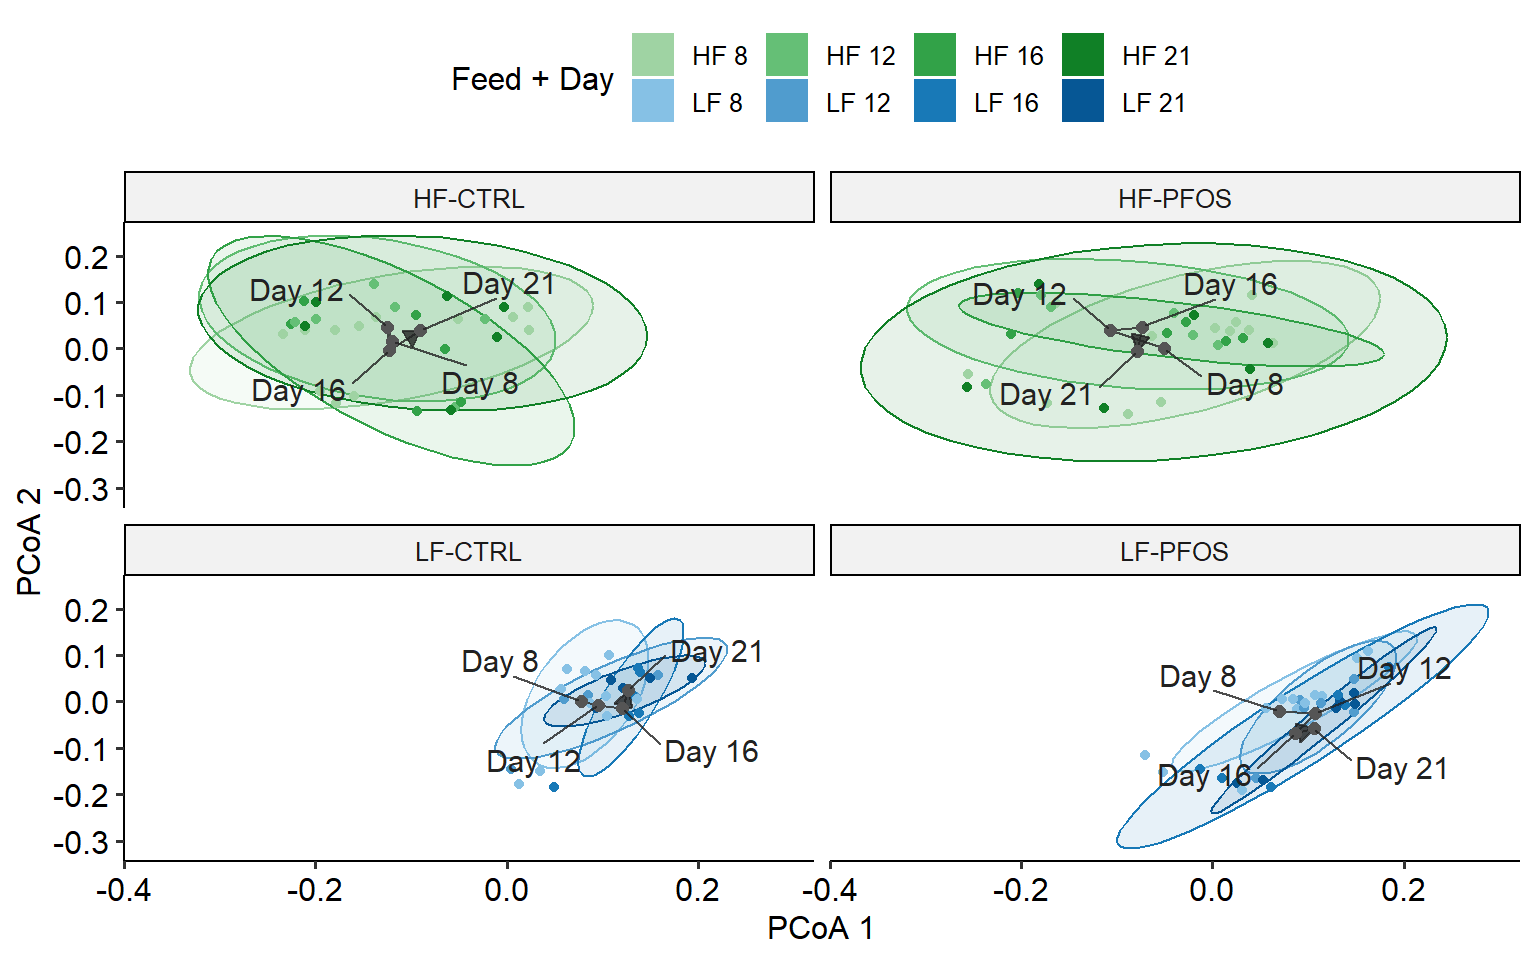 Feed + Day
HF 8 HF 12 HF 16 HF 21
LF 8 LF 12 LF 16 LF 21
HF-CTRL HF-PFOS
0.2
0.1
0.0
-0.1
-0.2
-0.3
Day 12 Day 21
Day 16 Day 8
Day 12 Day 16
Day 21 Day 8
LF-CTRL LF-PFOS
0.2
0.1
0.0
-0.1
-0.2
-0.3
Day 8 Day 21
Day 12 Day 16
Day 8 Day 12
Day 16 Day 21
-0.4 -0.2 0.0 0.2 -0.4 -0.2 0.0 0.2
PCoA 1
PCoA 2